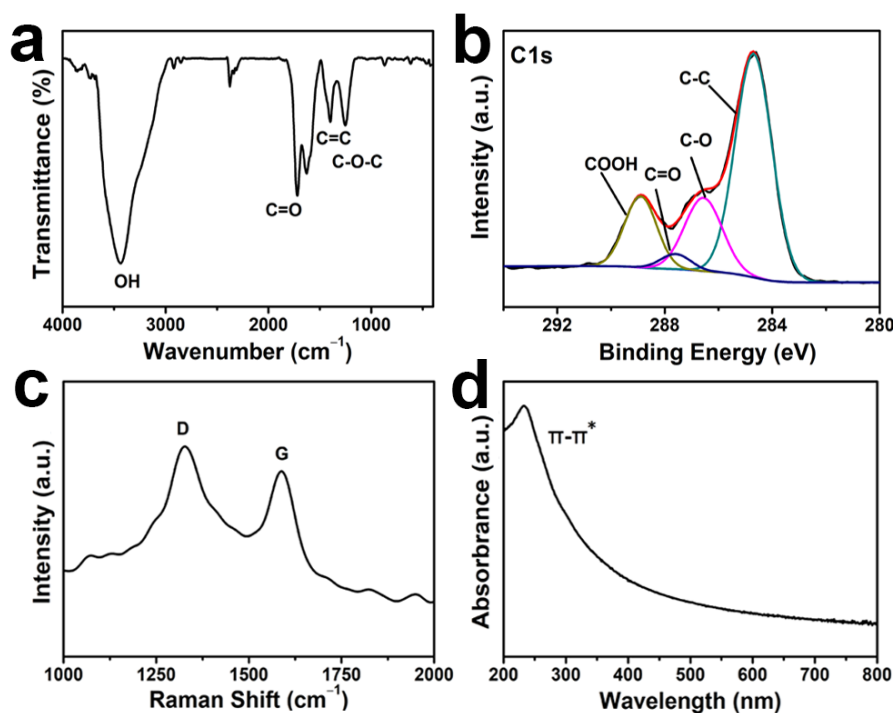 a
Transmittance (%)
OH
C=O
C=C
C-O-C
4000 3000 2000 1000
Wavenumber (cm⁻¹)
b
C1s
Intensity (a.u.)
COOH
C=O
C-O
C-C
292 288 284 280
Binding Energy (eV)
c
Intensity (a.u.)
D
G
1000 1250 1500 1750 2000
Raman Shift (cm⁻¹)
d
Absorbrance (a.u.)
π-π*
200 300 400 500 600 700 800
Wavelength (nm)